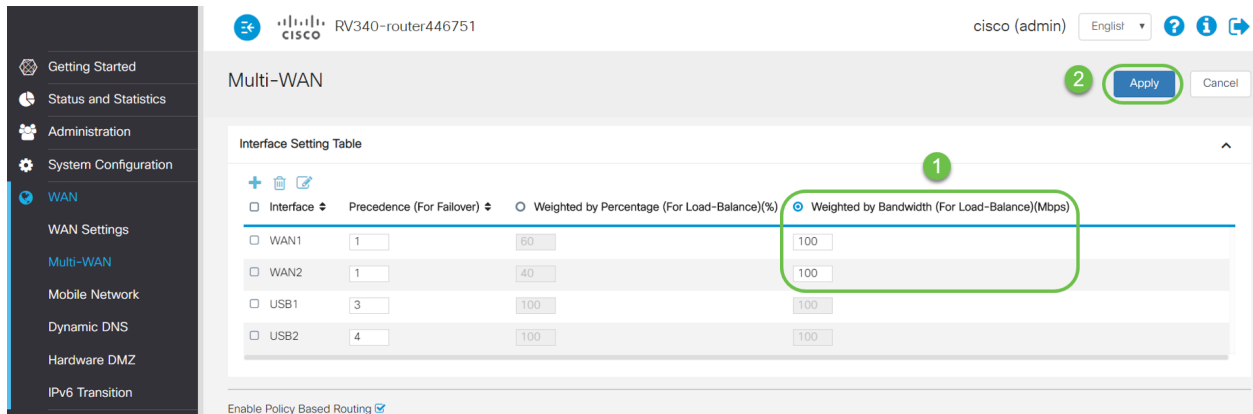 cisco RV340-router446751
cisco (admin) English
Getting Started
Status and Statistics
Administration
System Configuration
WAN
WAN Settings
Multi-WAN
Mobile Network
Dynamic DNS
Hardware DMZ
IPv6 Transition
Multi-WAN
2 Apply Cancel
Interface Setting Table
1
Interface Precedence (For Failover) Weighted by Percentage (For Load-Balance)(%) Weighted by Bandwidth (For Load-Balance)(Mbps)
WAN1 1 60 100
WAN2 1 40 100
USB1 3 100 100
USB2 4 100 100
Enable Policy Based Routing